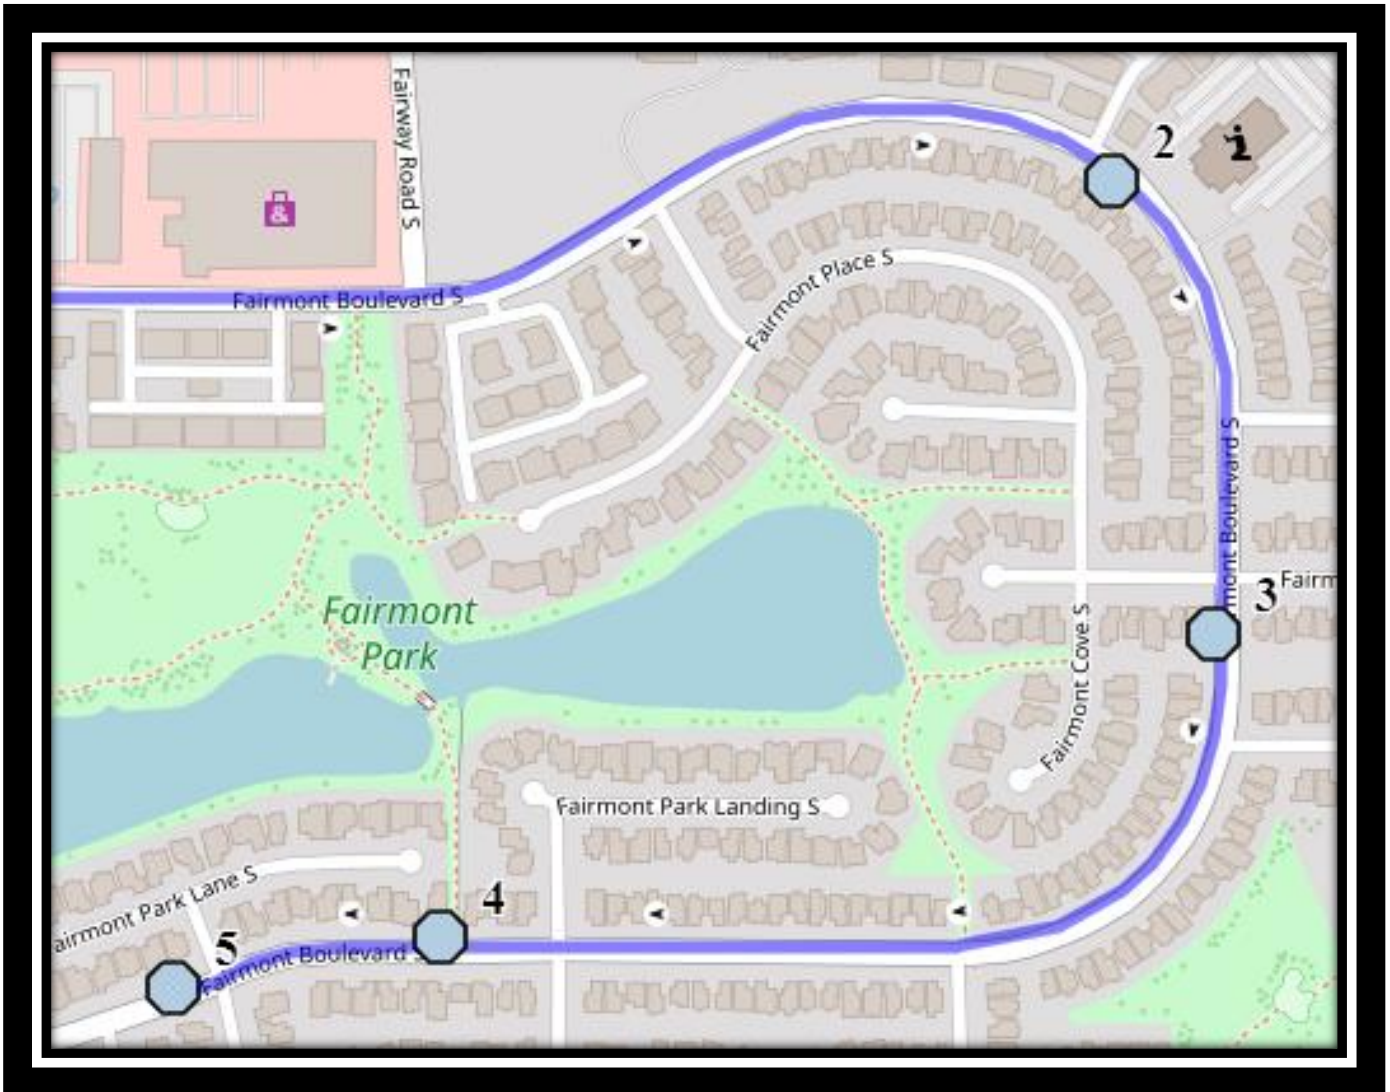 Fairway Road S
2
Fairmont Place S
Fairmont Boulevard S
mont Boulevard S
Fairm
3
Fairmont
Park
Fairmont Cove S
Fairmont Park Landing S
airmont Park Lane S
4
5
Fairmont Boulevard S